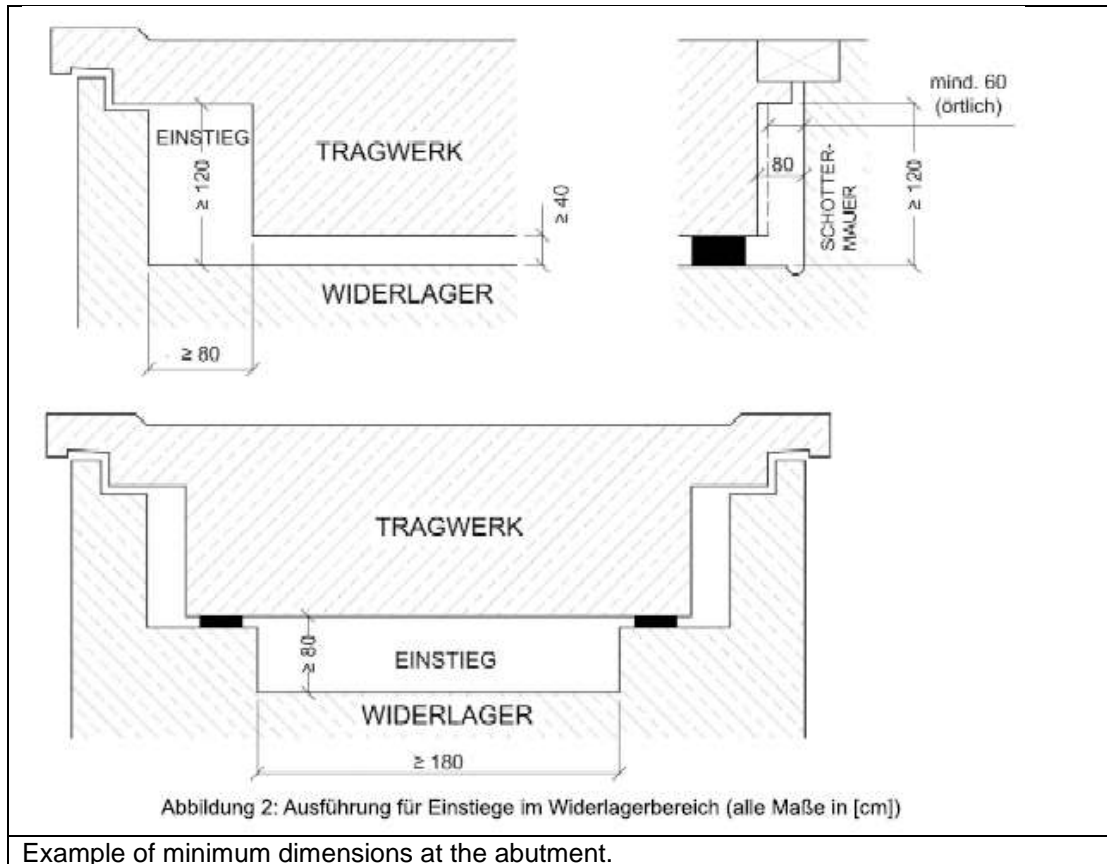 EINSTIEG
≥ 120
TRAGWERK
≥ 40
WIDERLAGER
≥ 80
mind. 60
(örtlich)
80
SCHOTTER-
MAUER
≥ 120
TRAGWERK
≥ 80
EINSTIEG
WIDERLAGER
≥ 180
Abbildung 2: Ausführung für Einstiege im Widerlagerbereich (alle Maße in [cm])
Example of minimum dimensions at the abutment.